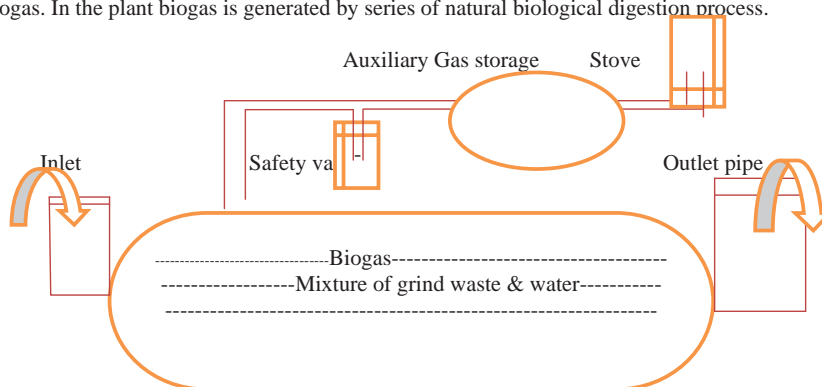 ogas. In the plant biogas is generated by series of natural biological digestion process.
Auxiliary Gas storage Stove
Inlet Safety va Outlet pipe
---------------------------------Biogas-------------------------------------
------------------Mixture of grind waste & water-----------
------------------------------------------------------------------